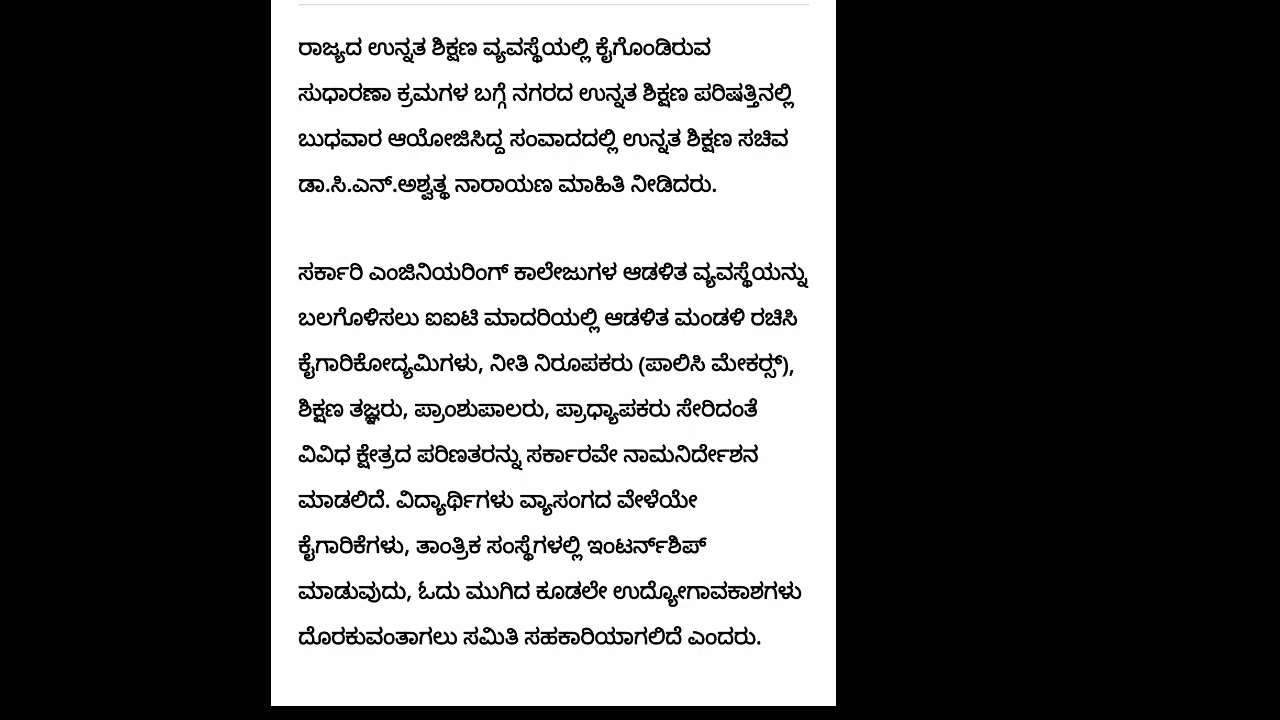 ರಾಜ್ಯದ ಉನ್ನತ ಶಿಕ್ಷಣ ವ್ಯವಸ್ಥೆಯಲ್ಲಿ ಕೈಗೊಂಡಿರುವ
ಸುಧಾರಣಾ ಕ್ರಮಗಳ ಬಗ್ಗೆ ನಗರದ ಉನ್ನತ ಶಿಕ್ಷಣ ಪರಿಷತ್ತಿನಲ್ಲಿ
ಬುಧವಾರ ಆಯೋಜಿಸಿದ್ದ ಸಂವಾದದಲ್ಲಿ ಉನ್ನತ ಶಿಕ್ಷಣ ಸಚಿವ
ಡಾ.ಸಿ.ಎನ್.ಅಶ್ವತ್ಥ ನಾರಾಯಣ ಮಾಹಿತಿ ನೀಡಿದರು.
ಸರ್ಕಾರಿ ಎಂಜಿನಿಯರಿಂಗ್ ಕಾಲೇಜುಗಳ ಆಡಳಿತ ವ್ಯವಸ್ಥೆಯನ್ನು
ಬಲಗೊಳಿಸಲು ಐಐಟಿ ಮಾದರಿಯಲ್ಲಿ ಆಡಳಿತ ಮಂಡಳಿ ರಚಿಸಿ
ಕೈಗಾರಿಕೋದ್ಯಮಿಗಳು, ನೀತಿ ನಿರೂಪಕರು (ಪಾಲಿಸಿ ಮೇಕರ‍್ಸ್),
ಶಿಕ್ಷಣ ತಜ್ಞರು, ಪ್ರಾಂಶುಪಾಲರು, ಪ್ರಾಧ್ಯಾಪಕರು ಸೇರಿದಂತೆ
ವಿವಿಧ ಕ್ಷೇತ್ರದ ಪರಿಣತರನ್ನು ಸರ್ಕಾರವೇ ನಾಮನಿರ್ದೇಶನ
ಮಾಡಲಿದೆ. ವಿದ್ಯಾರ್ಥಿಗಳು ವ್ಯಾಸಂಗದ ವೇಳೆಯೇ
ಕೈಗಾರಿಕೆಗಳು, ತಾಂತ್ರಿಕ ಸಂಸ್ಥೆಗಳಲ್ಲಿ ಇಂಟರ್ನ್‌ಶಿಪ್
ಮಾಡುವುದು, ಓದು ಮುಗಿದ ಕೂಡಲೇ ಉದ್ಯೋಗಾವಕಾಶಗಳು
ದೊರಕುವಂತಾಗಲು ಸಮಿತಿ ಸಹಕಾರಿಯಾಗಲಿದೆ ಎಂದರು.